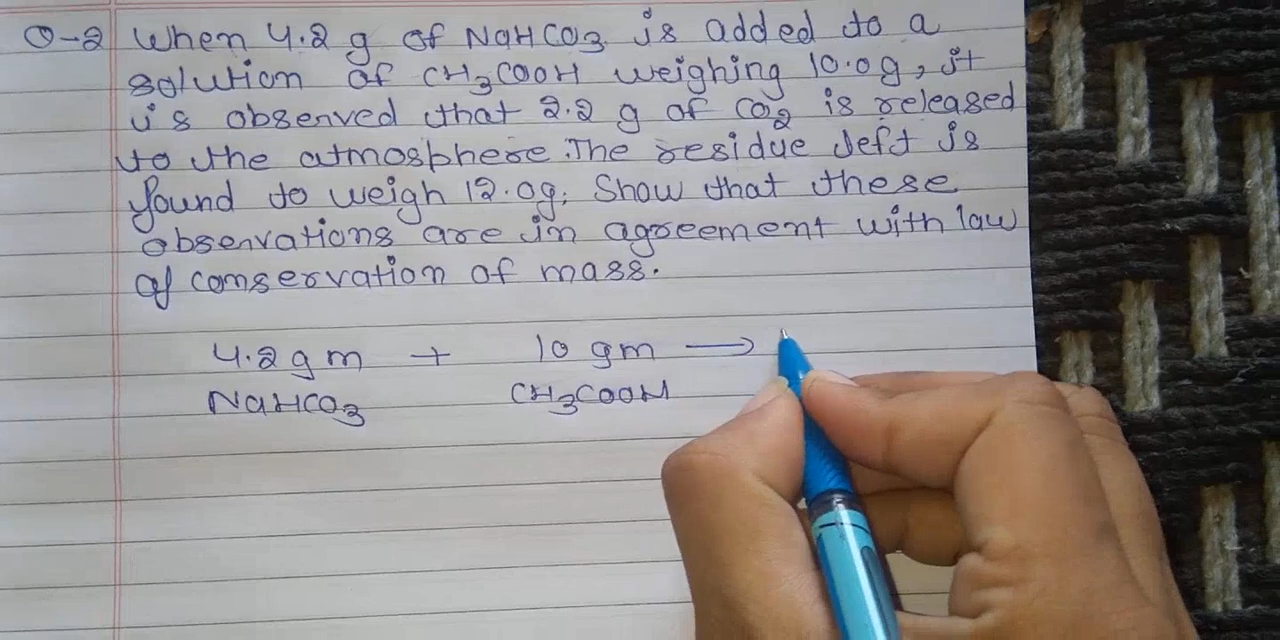 Q-2 When 4.2 g of NaHCO3 is added to a
solution of CH3COOH weighing 10.0g, it
is observed that 2.2 g of CO2 is released
to the atmosphere. The residue left is
found to weigh 12.0g. Show that these
observations are in agreement with law
of conservation of mass.
4.2 gm + 10 gm ⟶
NaHCO3 CH3COOH